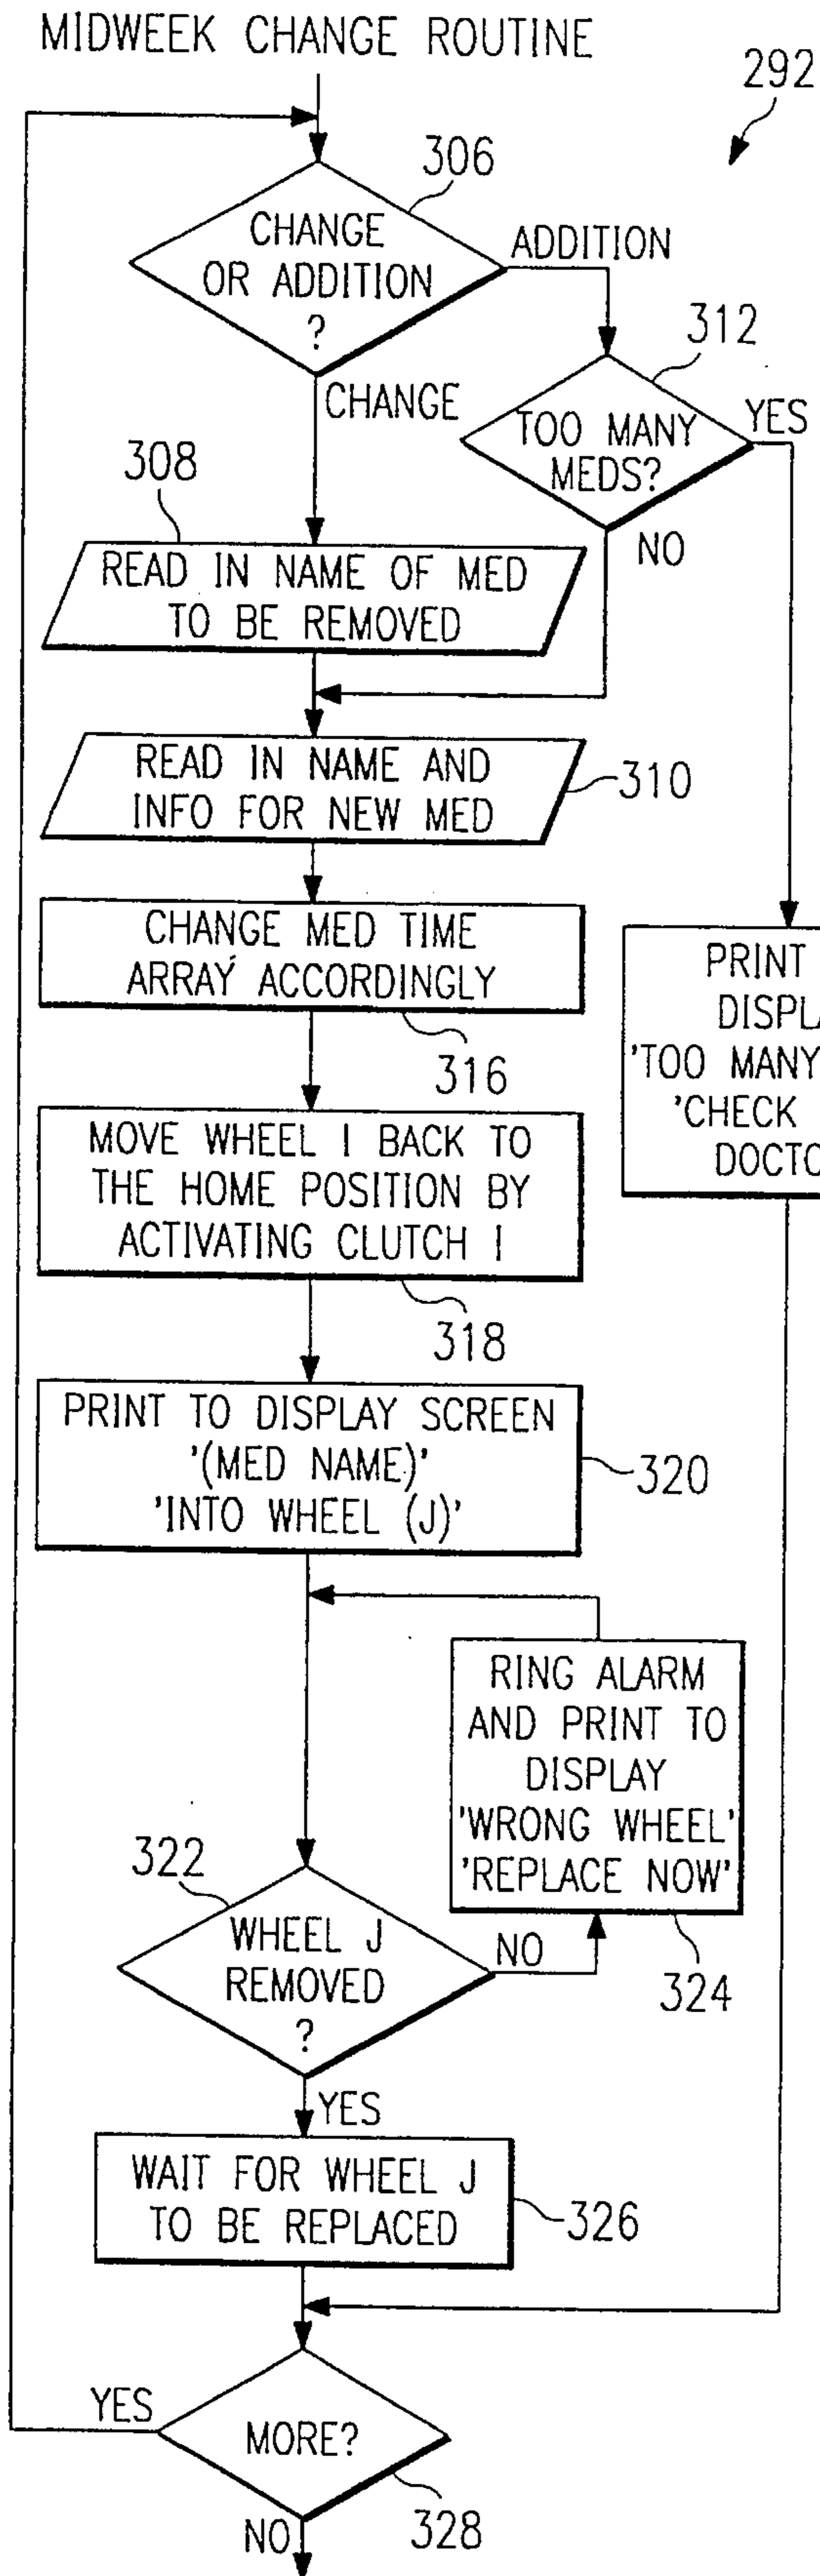 MIDWEEK CHANGE ROUTINE
292
306
CHANGE
OR ADDITION
?
ADDITION
312
CHANGE
TOO MANY
MEDS?
YES
NO
308
READ IN NAME OF MED
TO BE REMOVED
READ IN NAME AND
INFO FOR NEW MED
310
CHANGE MED TIME
ARRAY ACCORDINGLY
316
PRINT
DISPLA
'TOO MANY
'CHECK
DOCTO
MOVE WHEEL I BACK TO
THE HOME POSITION BY
ACTIVATING CLUTCH I
318
PRINT TO DISPLAY SCREEN
'(MED NAME)'
'INTO WHEEL (J)'
320
RING ALARM
AND PRINT TO
DISPLAY
'WRONG WHEEL'
'REPLACE NOW'
324
322
WHEEL J
REMOVED
?
NO
YES
WAIT FOR WHEEL J
TO BE REPLACED
326
YES
MORE?
328
NO